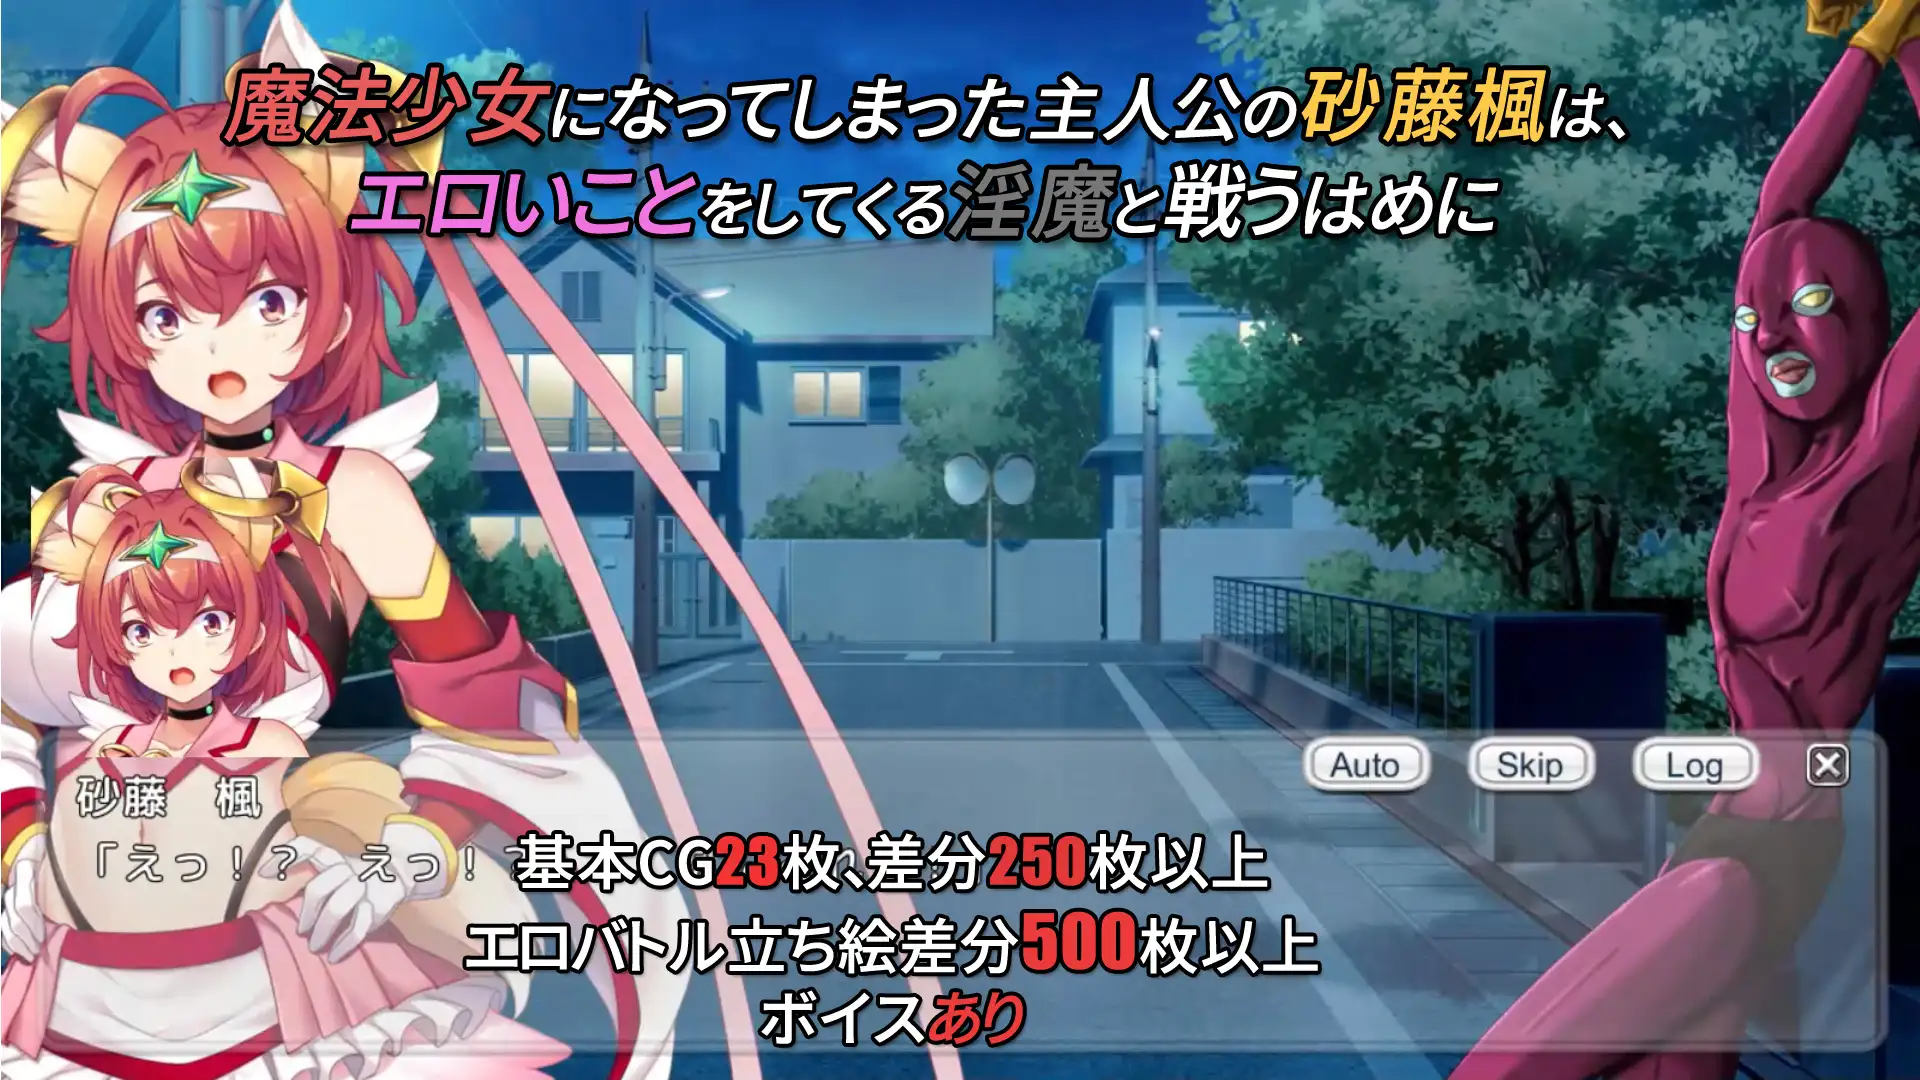 魔法少女になってしまった主人公の砂藤楓は、
エロいことをしてくる淫魔と戦うはめに
Auto Skip Log
砂藤 楓
「えっ！？ えっ！
基本CG23枚、差分250枚以上
エロバトル立ち絵差分500枚以上
ボイスあり